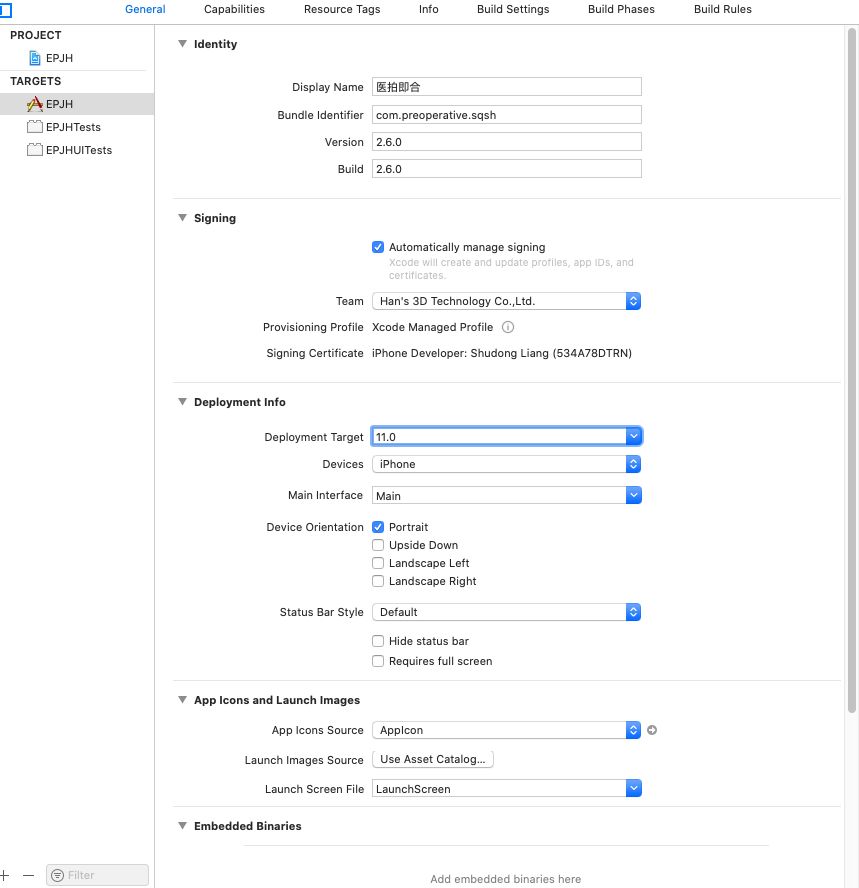 General Capabilities Resource Tags Info Build Settings Build Phases Build Rules
PROJECT
EPJH
TARGETS
EPJH
EPJHTests
EPJHUITests
Filter
Identity
Display Name 医拍即合
Bundle Identifier com.preoperative.sqsh
Version 2.6.0
Build 2.6.0
Signing
Automatically manage signing
Xcode will create and update profiles, app IDs, and
certificates.
Team Han's 3D Technology Co.,Ltd.
Provisioning Profile Xcode Managed Profile
Signing Certificate iPhone Developer: Shudong Liang (534A78DTRN)
Deployment Info
Deployment Target 11.0
Devices iPhone
Main Interface Main
Device Orientation Portrait
Upside Down
Landscape Left
Landscape Right
Status Bar Style Default
Hide status bar
Requires full screen
App Icons and Launch Images
App Icons Source AppIcon
Launch Images Source Use Asset Catalog...
Launch Screen File LaunchScreen
Embedded Binaries
Add embedded binaries here